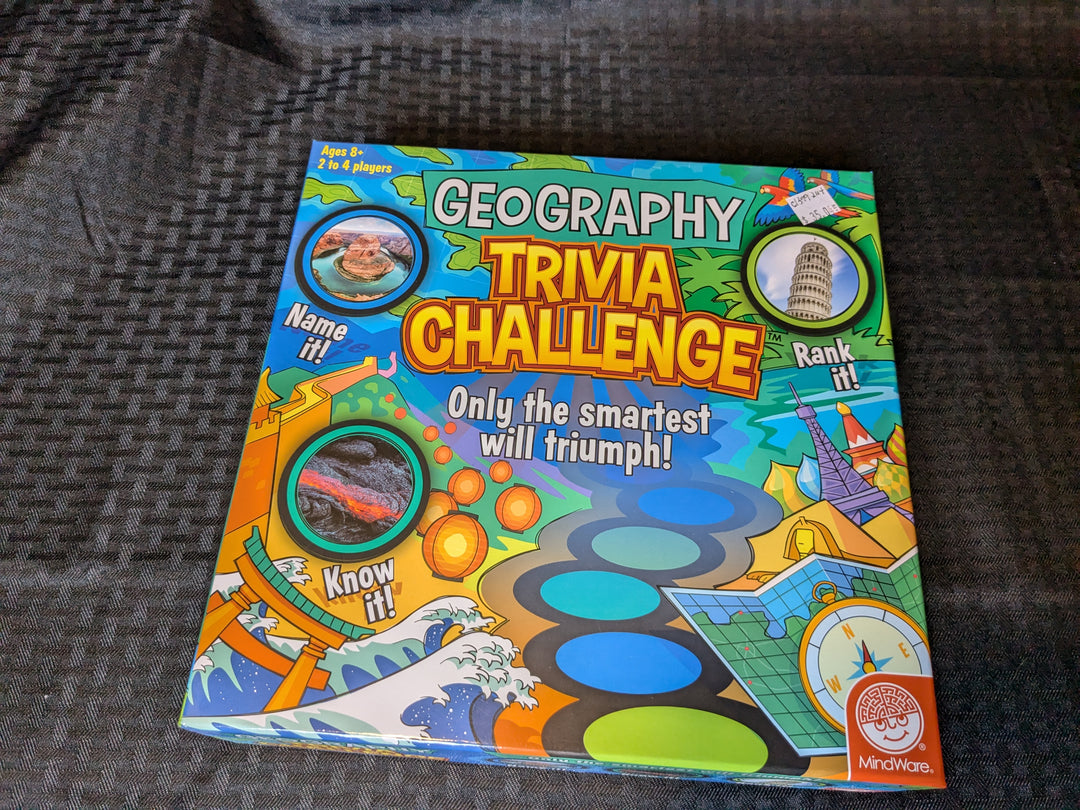 Ages 8+
2 to 4 players
GEOGRAPHY
TRIVIA
CHALLENGE™
Only the smartest
will triumph!
Name
it!
Rank
it!
Know
it!
N
E
W
MindWare®